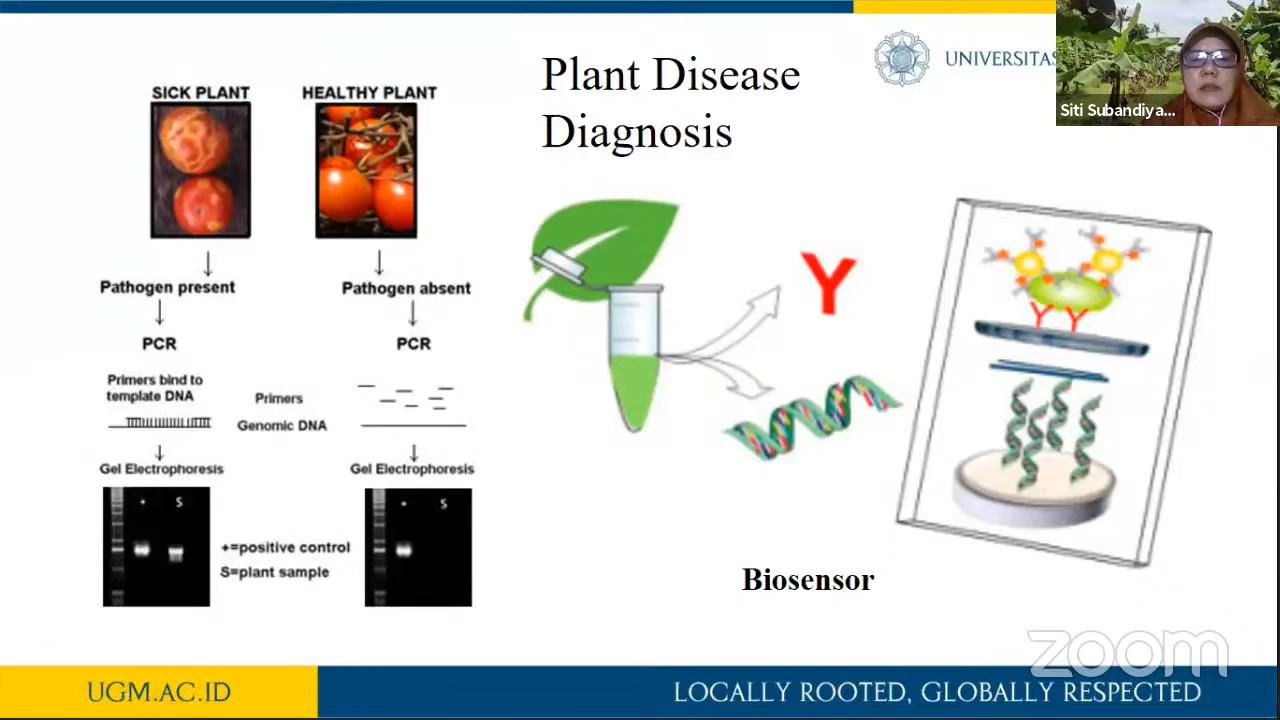 Plant Disease
Diagnosis
UNIVERSITAS
Siti Subandiya...
SICK PLANT
HEALTHY PLANT
Pathogen present
Pathogen absent
PCR
PCR
Primers bind to
template DNA
Primers
Genomic DNA
Gel Electrophoresis
Gel Electrophoresis
+ S
+ S
+=positive control
S=plant sample
Y
Biosensor
zoom
UGM.AC.ID
LOCALLY ROOTED, GLOBALLY RESPECTED